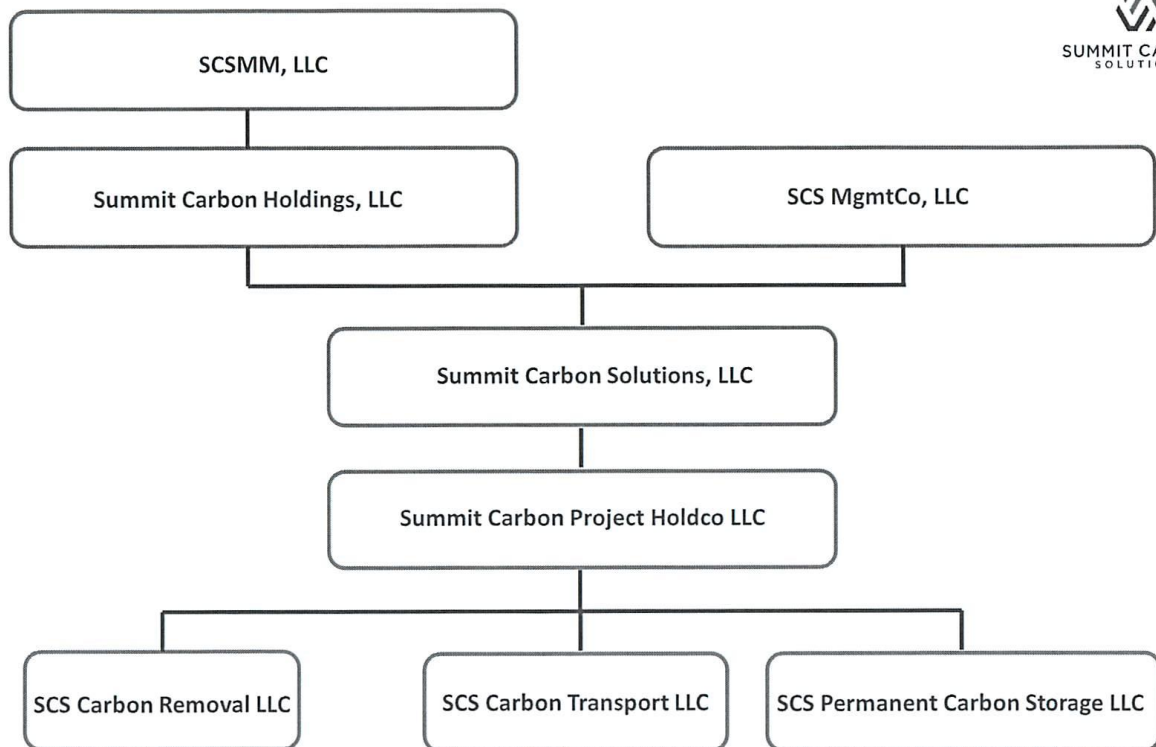 SUMMIT
SCSMM, LLC
Summit Carbon Holdings, LLC
SCS MgmtCo, LLC
Summit Carbon Solutions, LLC
Summit Carbon Project Holdco LLC
SCS Carbon Removal LLC
SCS Carbon Transport LLC
SCS Permanent Carbon Storage LLC